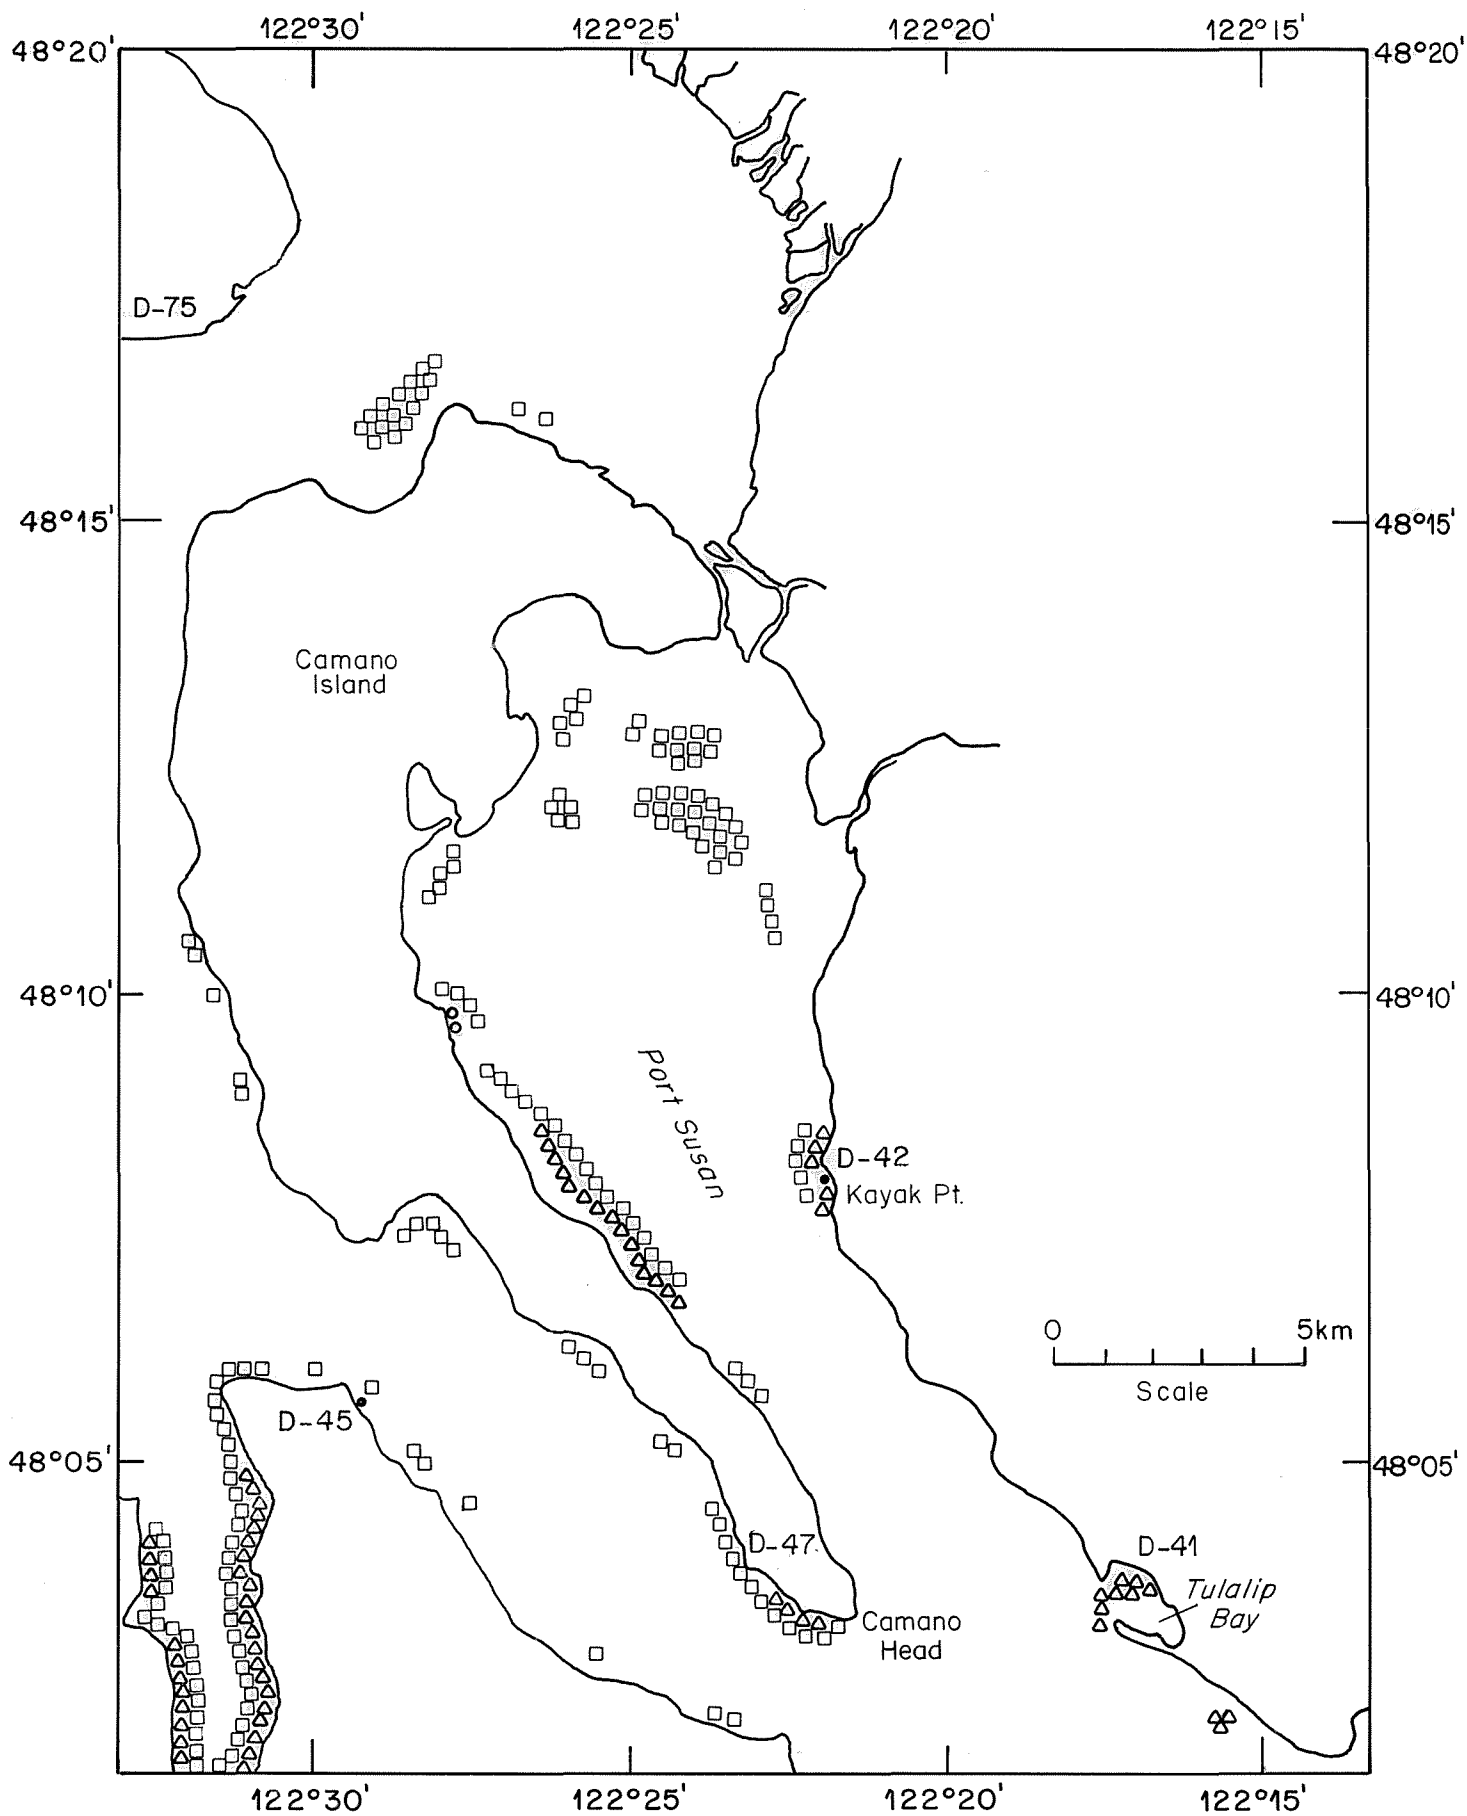 122°30' 122°25' 122°20' 122°15'
48°20' 48°20'
D-75
48°15' 48°15'
Camano
Island
48°10' 48°10'
Port Susan
D-42
Kayak Pt.
0 5km
Scale
D-45
48°05' 48°05'
D-47
D-41
Tulalip
Bay
Camano
Head
122°30' 122°25' 122°20' 122°15'